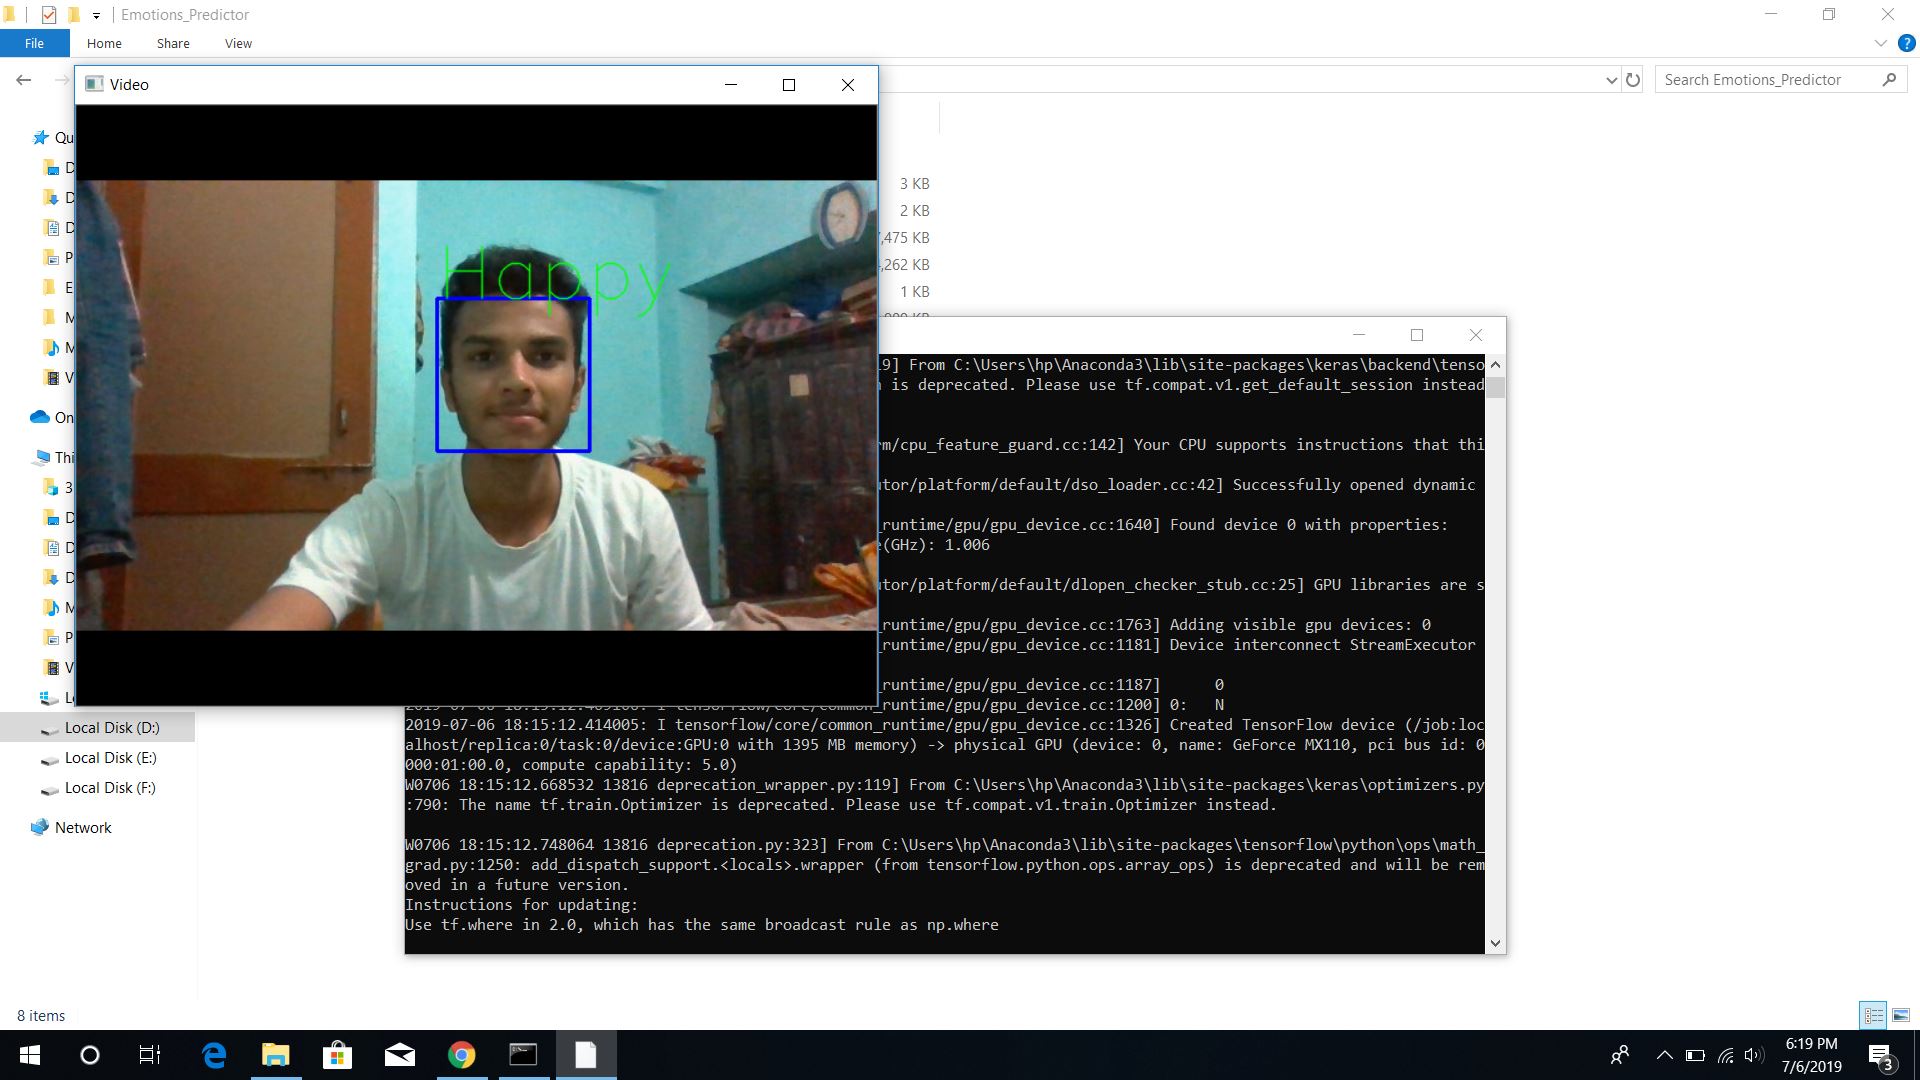 Emotions_Predictor
File Home Share View
Search Emotions_Predictor
Video
Happy
Qu
D
D
D
P
E
M
M
V
On
Thi
3
D
D
D
M
P
V
L
Local Disk (D:)
Local Disk (E:)
Local Disk (F:)
Network
3 KB
2 KB
,475 KB
,262 KB
1 KB
9] From C:\Users\hp\Anaconda3\lib\site-packages\keras\backend\tenso
is deprecated. Please use tf.compat.v1.get_default_session instead
m/cpu_feature_guard.cc:142] Your CPU supports instructions that thi
tor/platform/default/dso_loader.cc:42] Successfully opened dynamic
_runtime/gpu/gpu_device.cc:1640] Found device 0 with properties:
e(GHz): 1.006
tor/platform/default/dlopen_checker_stub.cc:25] GPU libraries are s
_runtime/gpu/gpu_device.cc:1763] Adding visible gpu devices: 0
_runtime/gpu/gpu_device.cc:1181] Device interconnect StreamExecutor
_runtime/gpu/gpu_device.cc:1187]      0
_runtime/gpu/gpu_device.cc:1200] 0:   N
2019-07-06 18:15:12.414005: I tensorflow/core/common_runtime/gpu/gpu_device.cc:1326] Created TensorFlow device (/job:loc
alhost/replica:0/task:0/device:GPU:0 with 1395 MB memory) -> physical GPU (device: 0, name: GeForce MX110, pci bus id: 0
000:01:00.0, compute capability: 5.0)
W0706 18:15:12.668532 13816 deprecation_wrapper.py:119] From C:\Users\hp\Anaconda3\lib\site-packages\keras\optimizers.py
:790: The name tf.train.Optimizer is deprecated. Please use tf.compat.v1.train.Optimizer instead.
W0706 18:15:12.748064 13816 deprecation.py:323] From C:\Users\hp\Anaconda3\lib\site-packages\tensorflow\python\ops\math_
grad.py:1250: add_dispatch_support.<locals>.wrapper (from tensorflow.python.ops.array_ops) is deprecated and will be rem
oved in a future version.
Instructions for updating:
Use tf.where in 2.0, which has the same broadcast rule as np.where
8 items
6:19 PM
7/6/2019
3